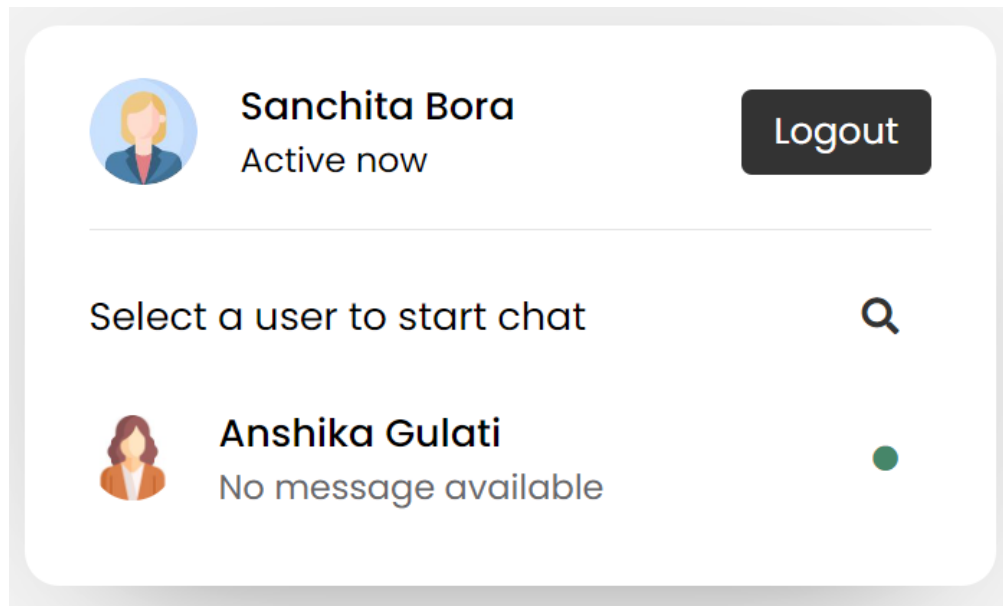 Sanchita Bora
Active now
Logout
Select a user to start chat
Anshika Gulati
No message available